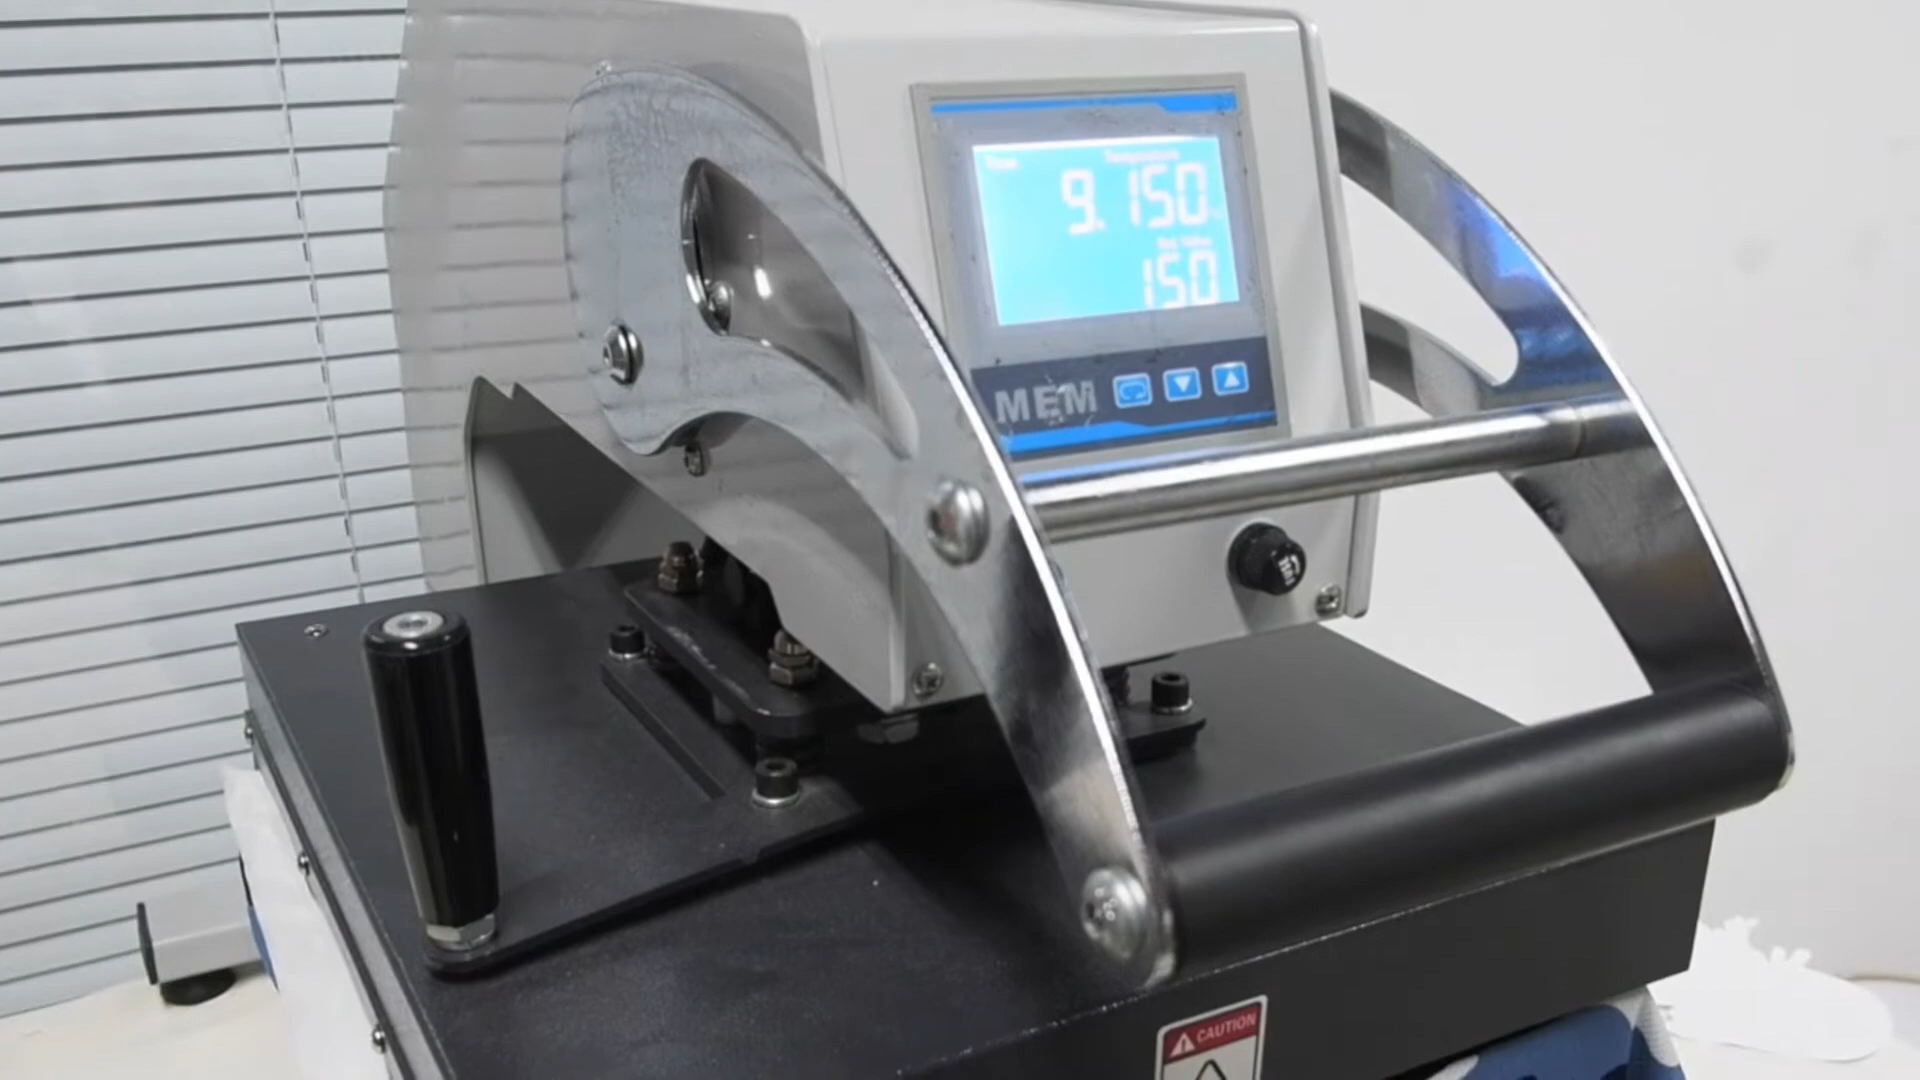 Time Temperature
9. 150
Set Value
150
MEM
CAUTION